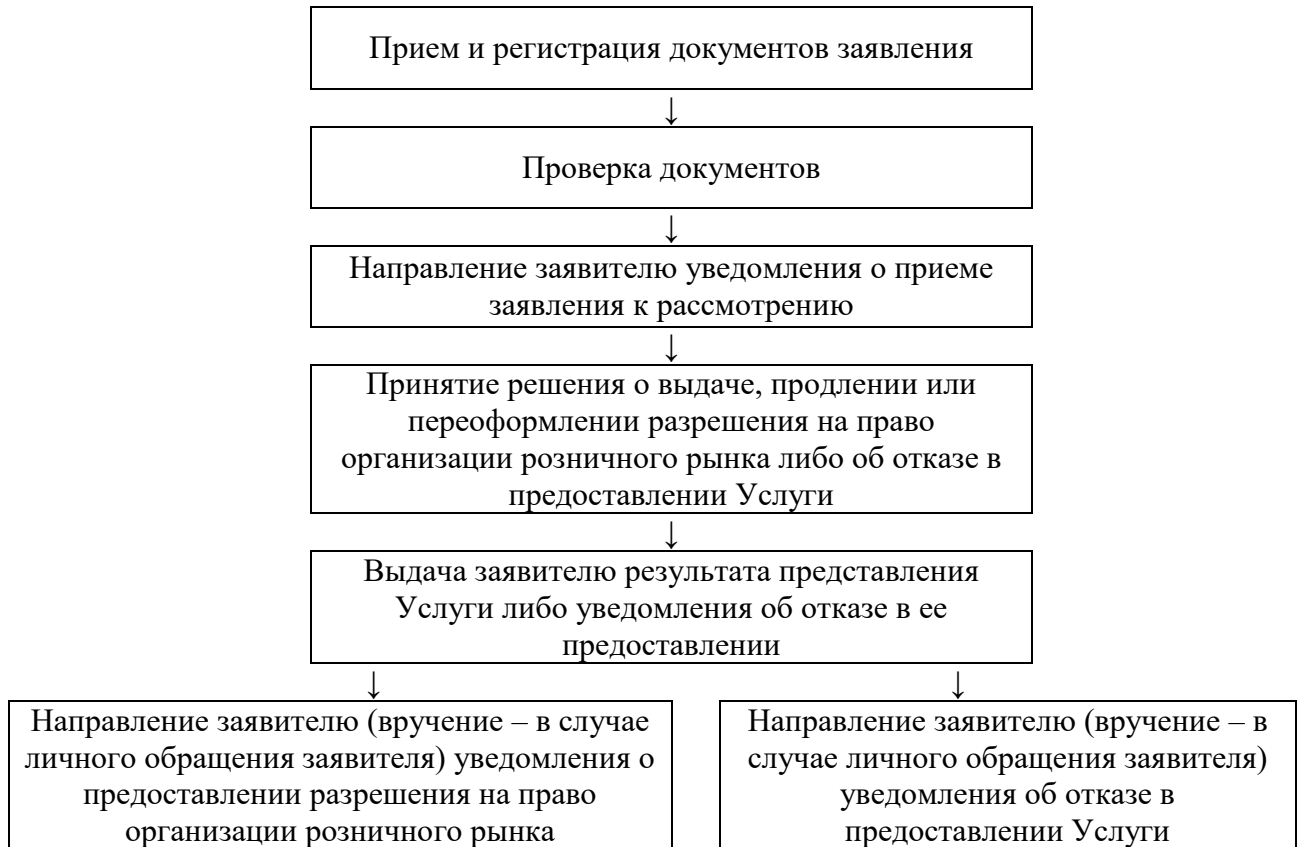 Прием и регистрация документов заявления
↓
Проверка документов
↓
Направление заявителю уведомления о приеме
заявления к рассмотрению
↓
Принятие решения о выдаче, продлении или
переоформлении разрешения на право
организации розничного рынка либо об отказе в
предоставлении Услуги
↓
Выдача заявителю результата представления
Услуги либо уведомления об отказе в ее
предоставлении
↓
Направление заявителю (вручение – в случае
личного обращения заявителя) уведомления о
предоставлении разрешения на право
организации розничного рынка
↓
Направление заявителю (вручение – в
случае личного обращения заявителя)
уведомления об отказе в
предоставлении Услуги